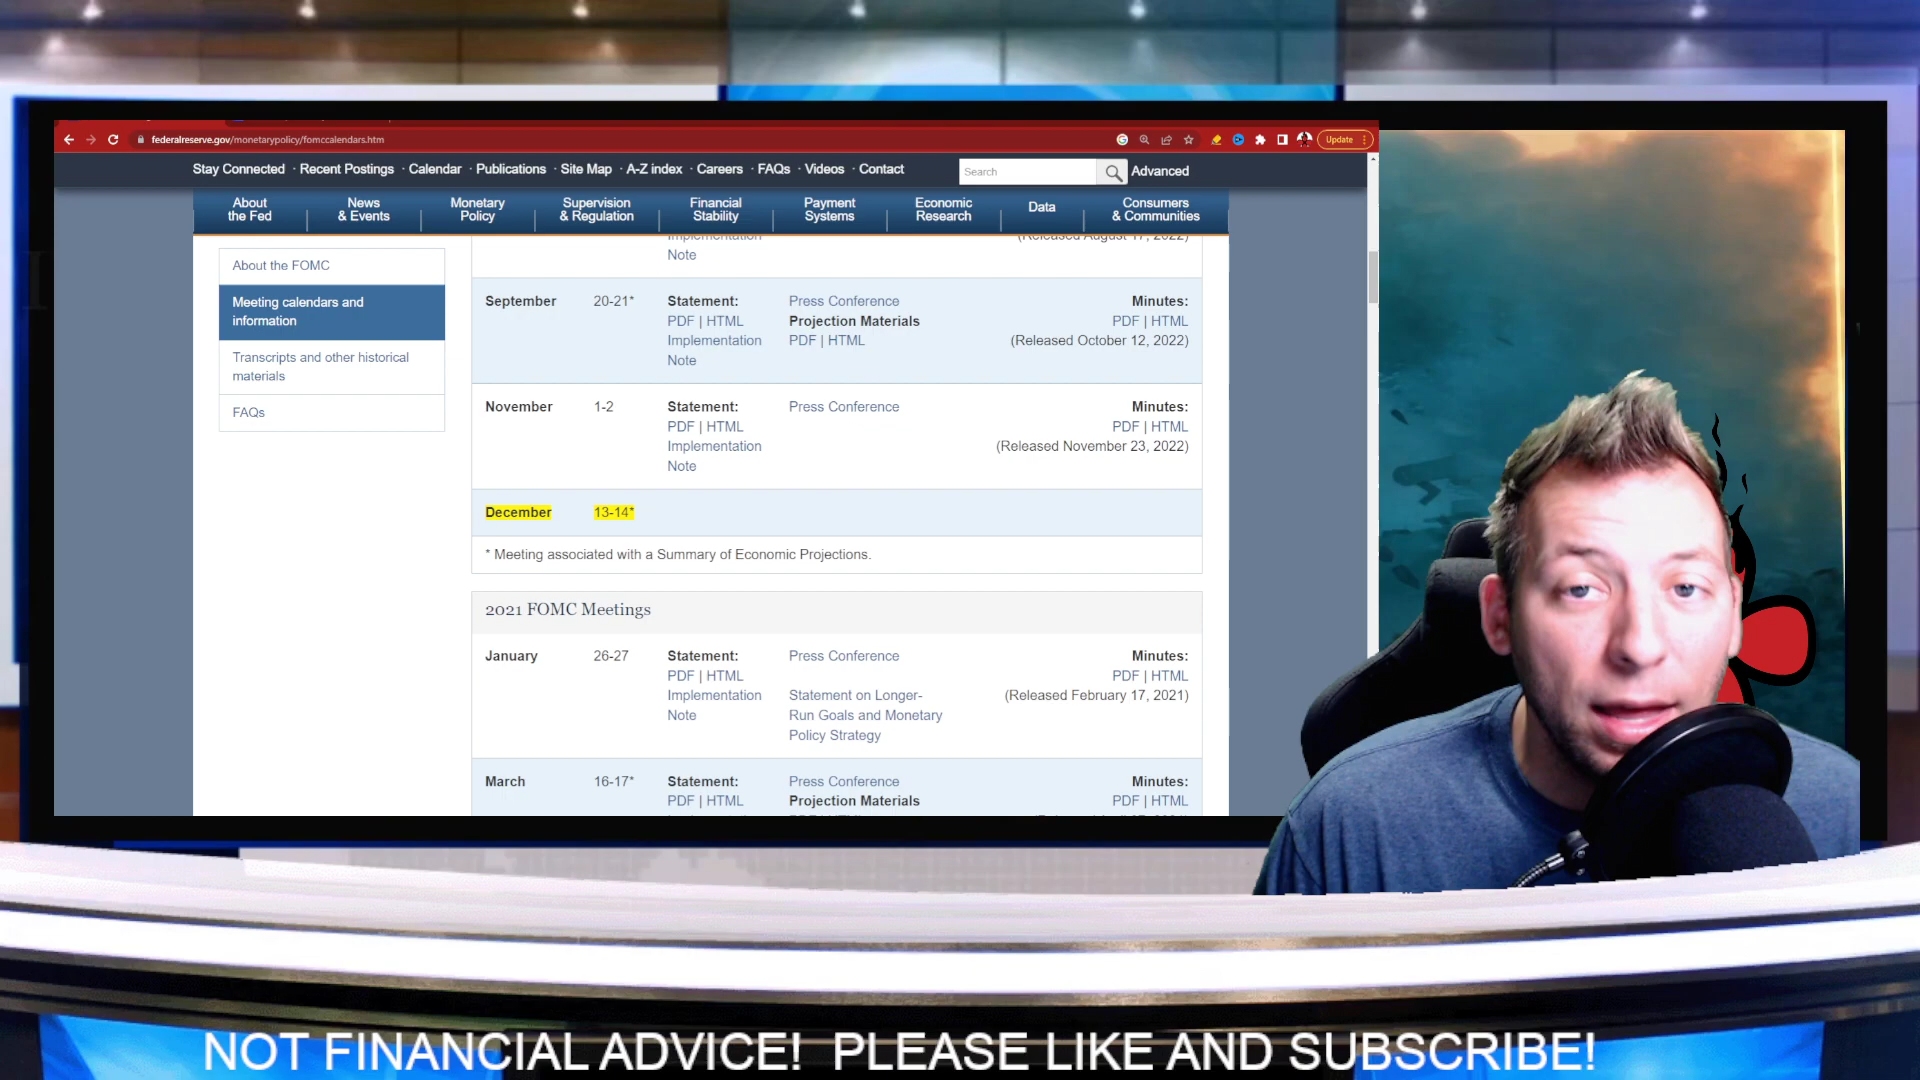 federalreserve.gov/monetarypolicy/fomccalendars.htm
Update
Stay Connected · Recent Postings · Calendar · Publications · Site Map · A-Z index · Careers · FAQs · Videos · Contact
Search
Advanced
About the Fed
News & Events
Monetary Policy
Supervision & Regulation
Financial Stability
Payment Systems
Economic Research
Data
Consumers & Communities
About the FOMC
Meeting calendars and
information
Transcripts and other historical
materials
FAQs
Implementation (Released August 17, 2022)
Note
September 20-21* Statement: Press Conference Minutes:
PDF | HTML Projection Materials PDF | HTML
Implementation PDF | HTML (Released October 12, 2022)
Note
November 1-2 Statement: Press Conference Minutes:
PDF | HTML PDF | HTML
Implementation (Released November 23, 2022)
Note
December 13-14*
* Meeting associated with a Summary of Economic Projections.
2021 FOMC Meetings
January 26-27 Statement: Press Conference Minutes:
PDF | HTML PDF | HTML
Implementation Statement on Longer- (Released February 17, 2021)
Note Run Goals and Monetary
Policy Strategy
March 16-17* Statement: Press Conference Minutes:
PDF | HTML Projection Materials PDF | HTML
NOT FINANCIAL ADVICE! PLEASE LIKE AND SUBSCRIBE!